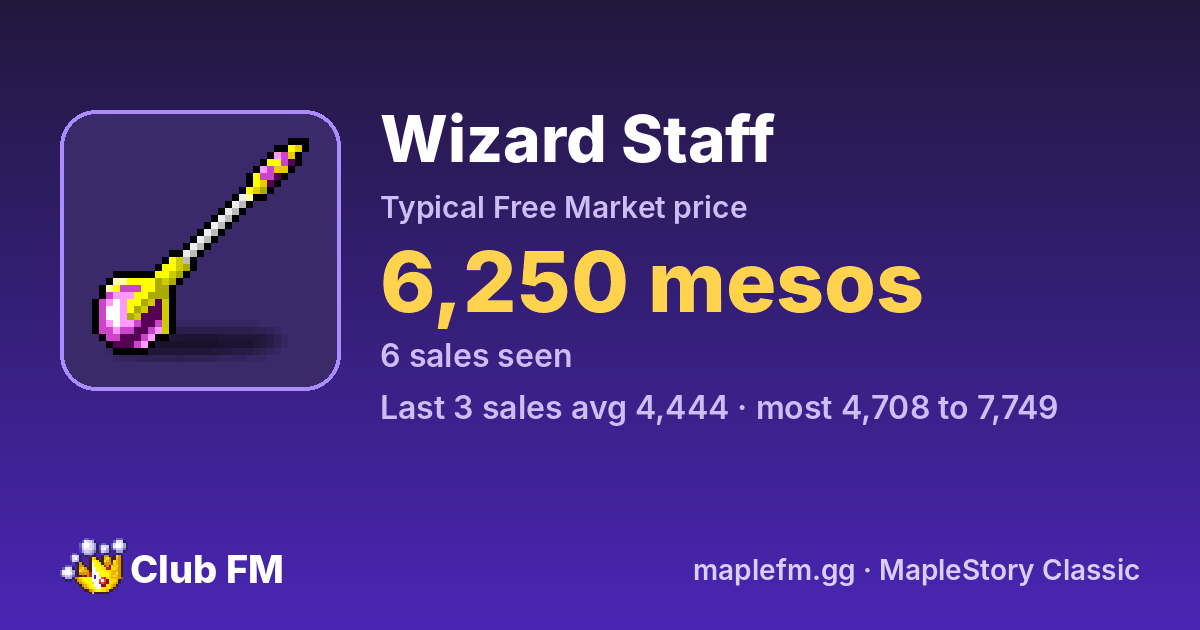 Wizard Staff
Typical Free Market price
6,250 mesos
6 sales seen
Last 3 sales avg 4,444 · most 4,708 to 7,749
Club FM
maplefm.gg · MapleStory Classic